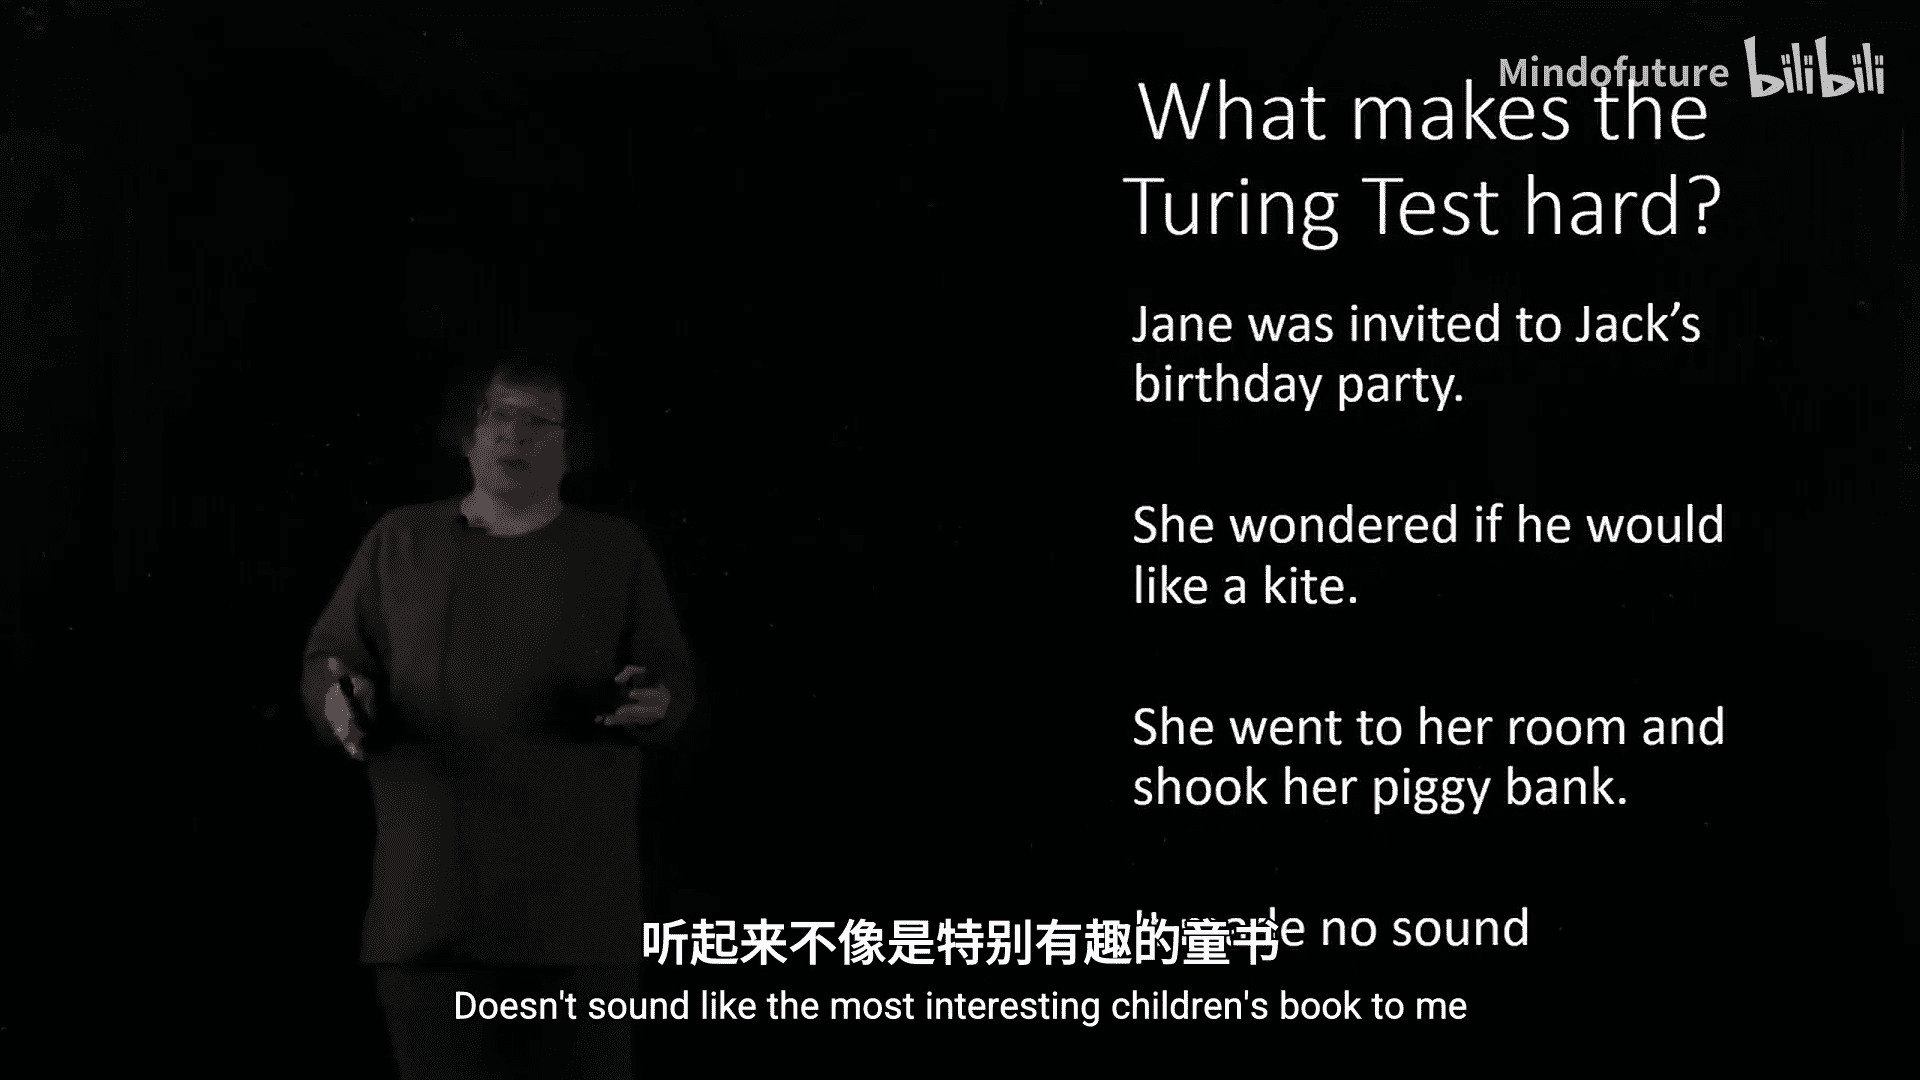 Mindofuture bilibili
What makes the
Turing Test hard?
Jane was invited to Jack’s
birthday party.
She wondered if he would
like a kite.
She went to her room and
shook her piggy bank.
no sound
听起来不像是特别有趣的童书
Doesn't sound like the most interesting children's book to me